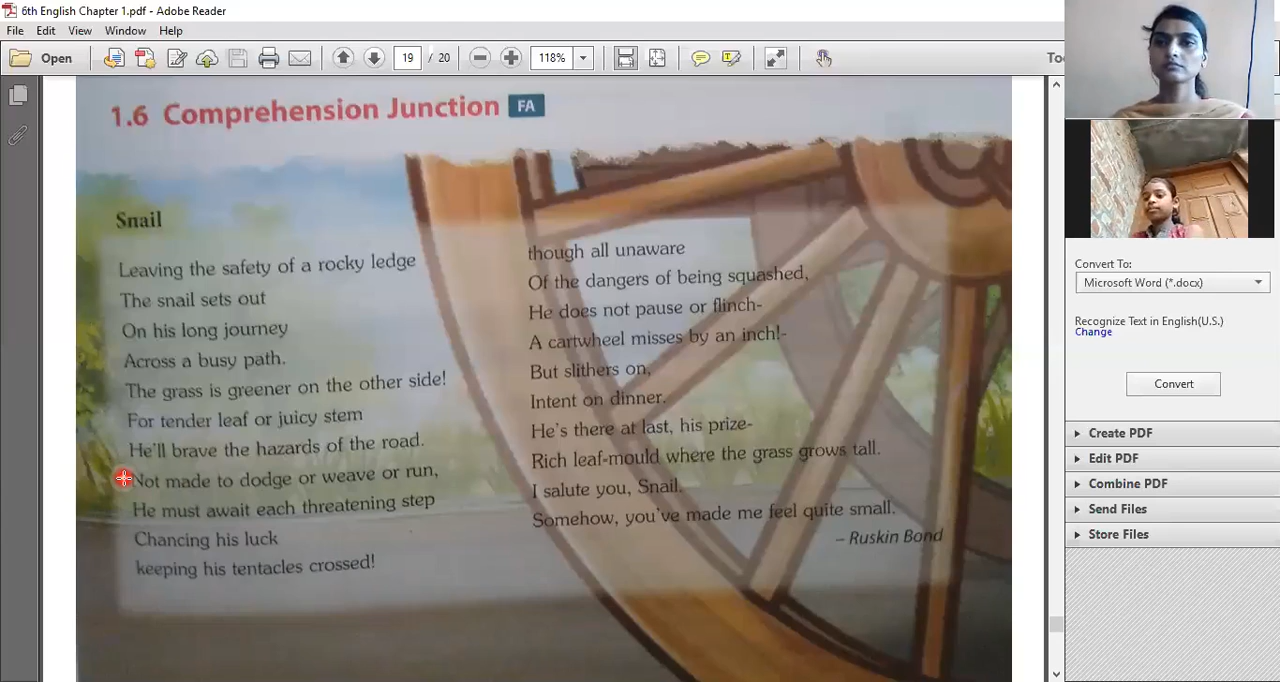 6th English Chapter 1.pdf - Adobe Reader
File Edit View Window Help
Open 19 / 20 118%
1.6 Comprehension Junction FA
Snail
Leaving the safety of a rocky ledge
The snail sets out
On his long journey
Across a busy path.
The grass is greener on the other side!
For tender leaf or juicy stem
He'll brave the hazards of the road.
Not made to dodge or weave or run,
He must await each threatening step
Chancing his luck
keeping his tentacles crossed!
though all unaware
Of the dangers of being squashed,
He does not pause or flinch-
A cartwheel misses by an inch!-
But slithers on,
Intent on dinner.
He's there at last, his prize-
Rich leaf-mould where the grass grows tall.
I salute you, Snail.
Somehow, you've made me feel quite small.
– Ruskin Bond
Convert To:
Microsoft Word (*.docx)
Recognize Text in English(U.S.)
Change
Convert
Create PDF
Edit PDF
Combine PDF
Send Files
Store Files